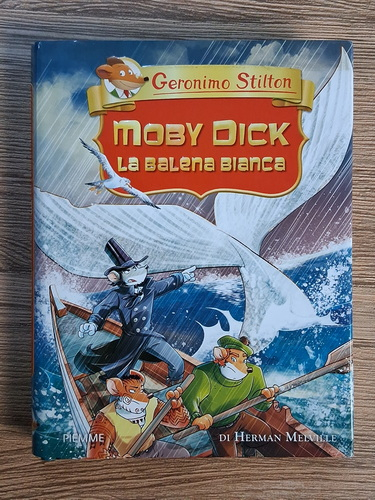 Geronimo Stilton
MOBY DICK
LA BALENA BIANCA
PIEMME
DI HERMAN MELVILLE